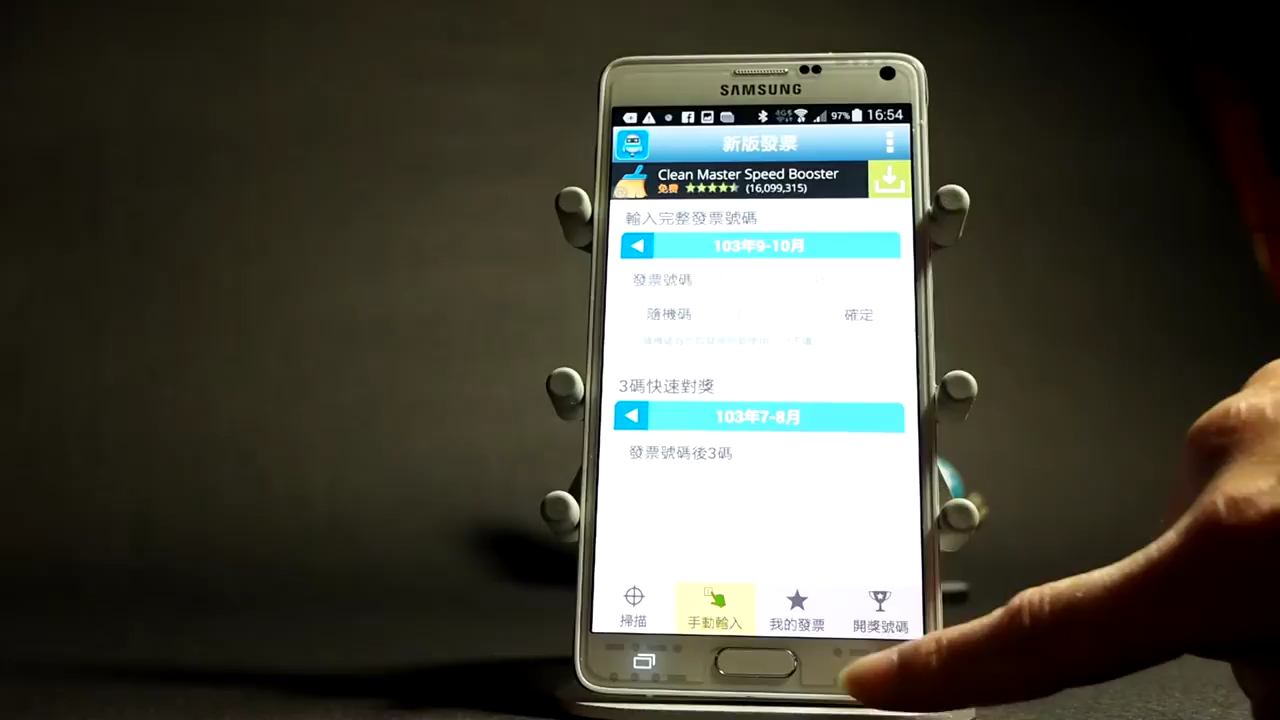 SAMSUNG
97% 16:54
新版發票
Clean Master Speed Booster
免費 (16,099,315)
輸入完整發票號碼
103年9-10月
發票號碼
隨機碼 確定
3碼快速對獎
103年7-8月
發票號碼後3碼
掃描 手動輸入 我的發票 開獎號碼